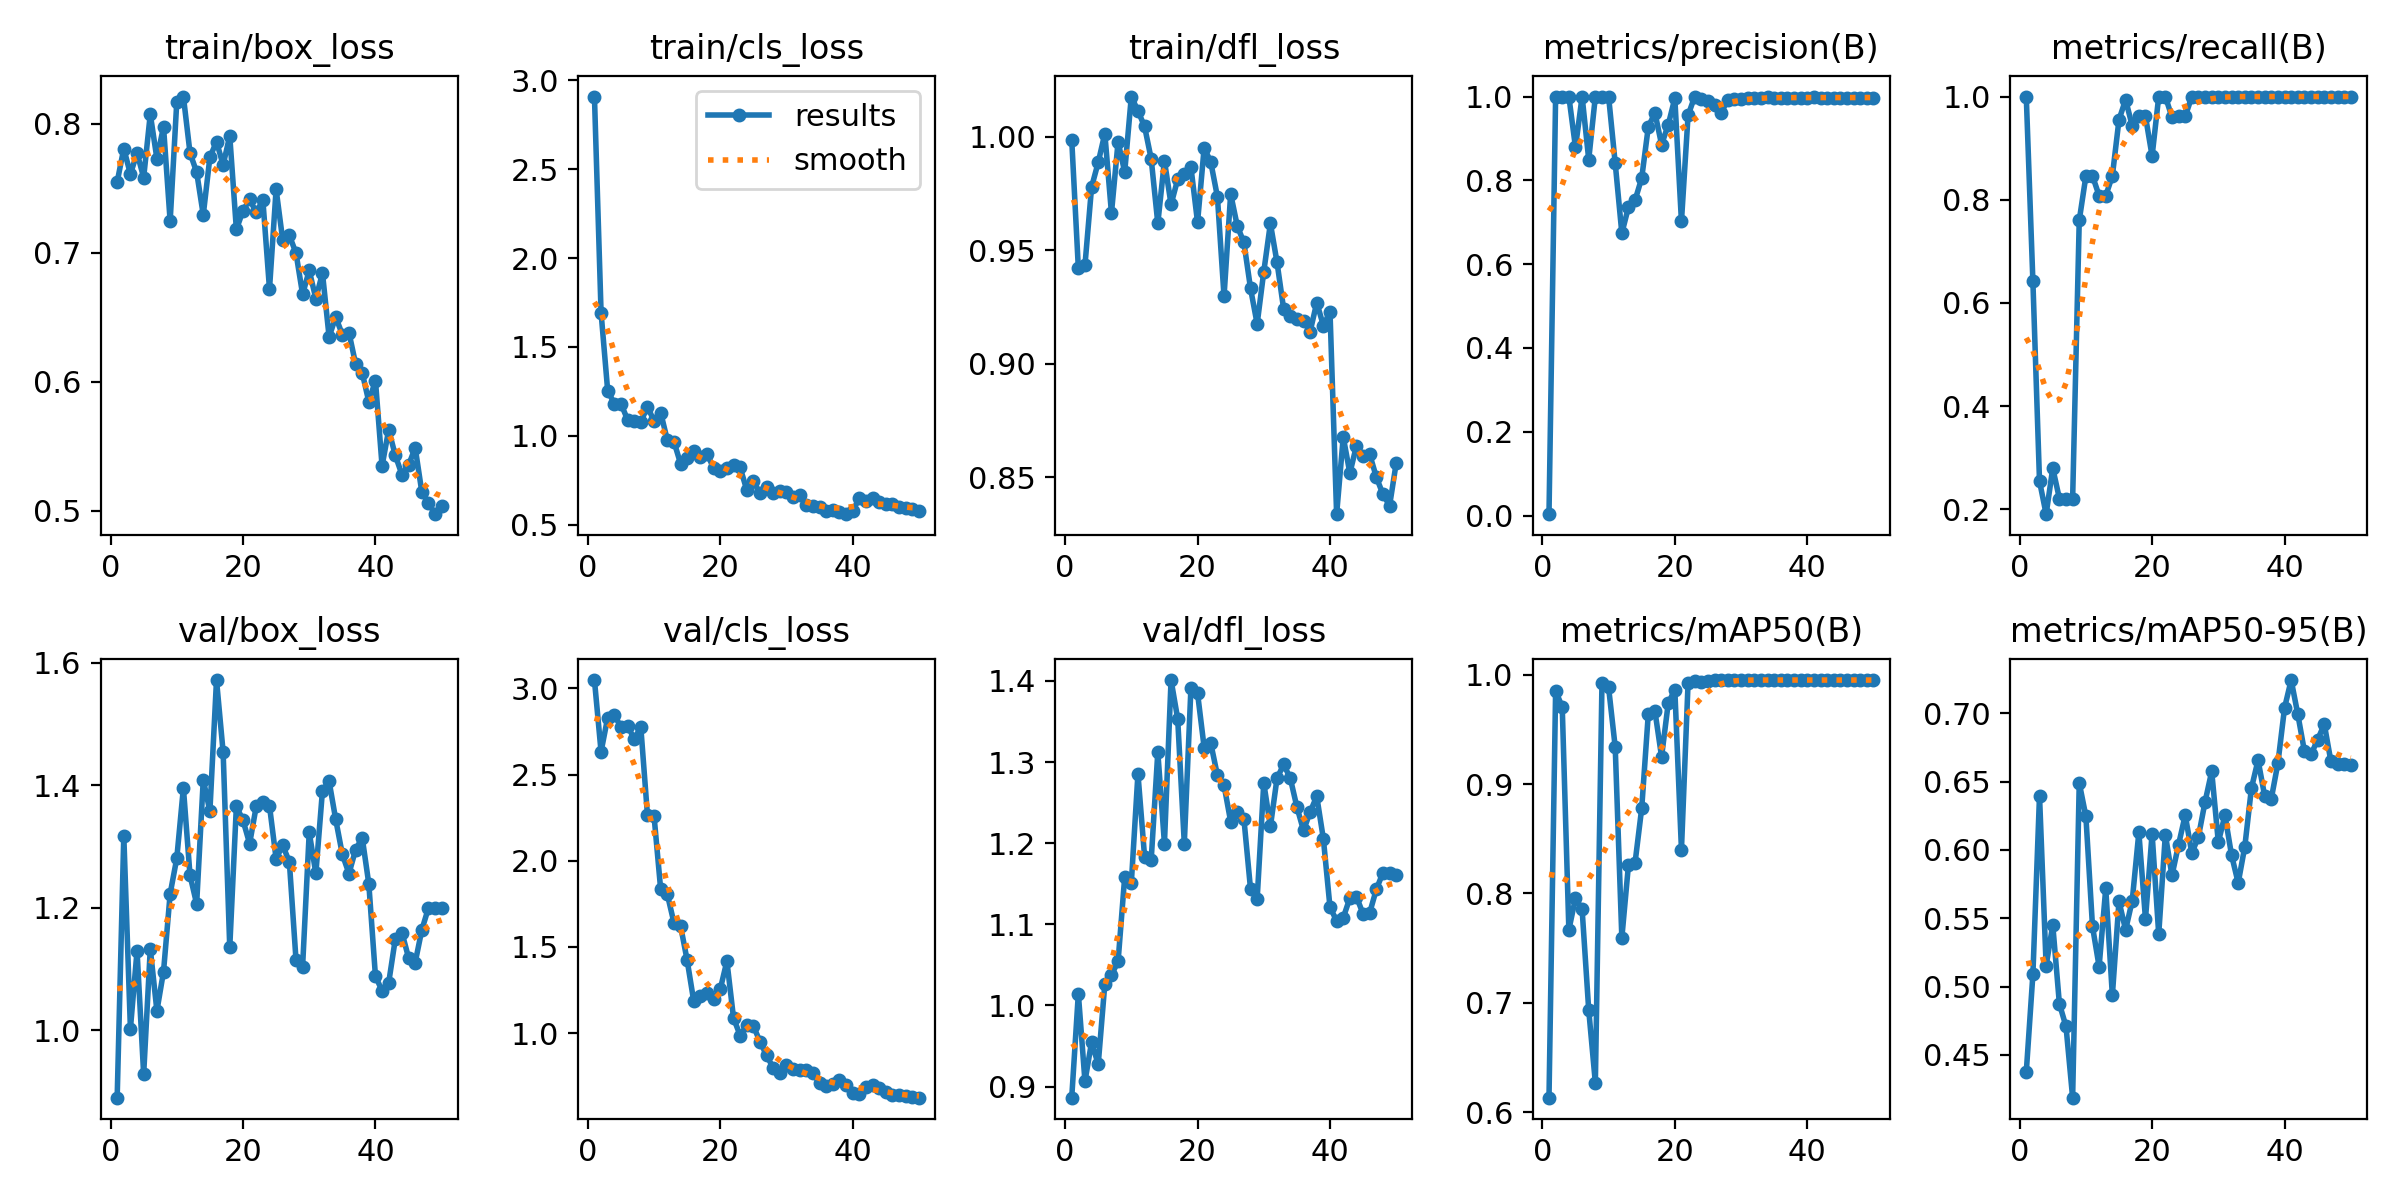 train/box_loss
0.8
0.7
0.6
0.5
0 20 40
train/cls_loss
results
smooth
3.0
2.5
2.0
1.5
1.0
0.5
0 20 40
train/dfl_loss
1.00
0.95
0.90
0.85
0 20 40
metrics/precision(B)
1.0
0.8
0.6
0.4
0.2
0.0
0 20 40
metrics/recall(B)
1.0
0.8
0.6
0.4
0.2
0 20 40
val/box_loss
1.6
1.4
1.2
1.0
0 20 40
val/cls_loss
3.0
2.5
2.0
1.5
1.0
0 20 40
val/dfl_loss
1.4
1.3
1.2
1.1
1.0
0.9
0 20 40
metrics/mAP50(B)
1.0
0.9
0.8
0.7
0.6
0 20 40
metrics/mAP50-95(B)
0.70
0.65
0.60
0.55
0.50
0.45
0 20 40